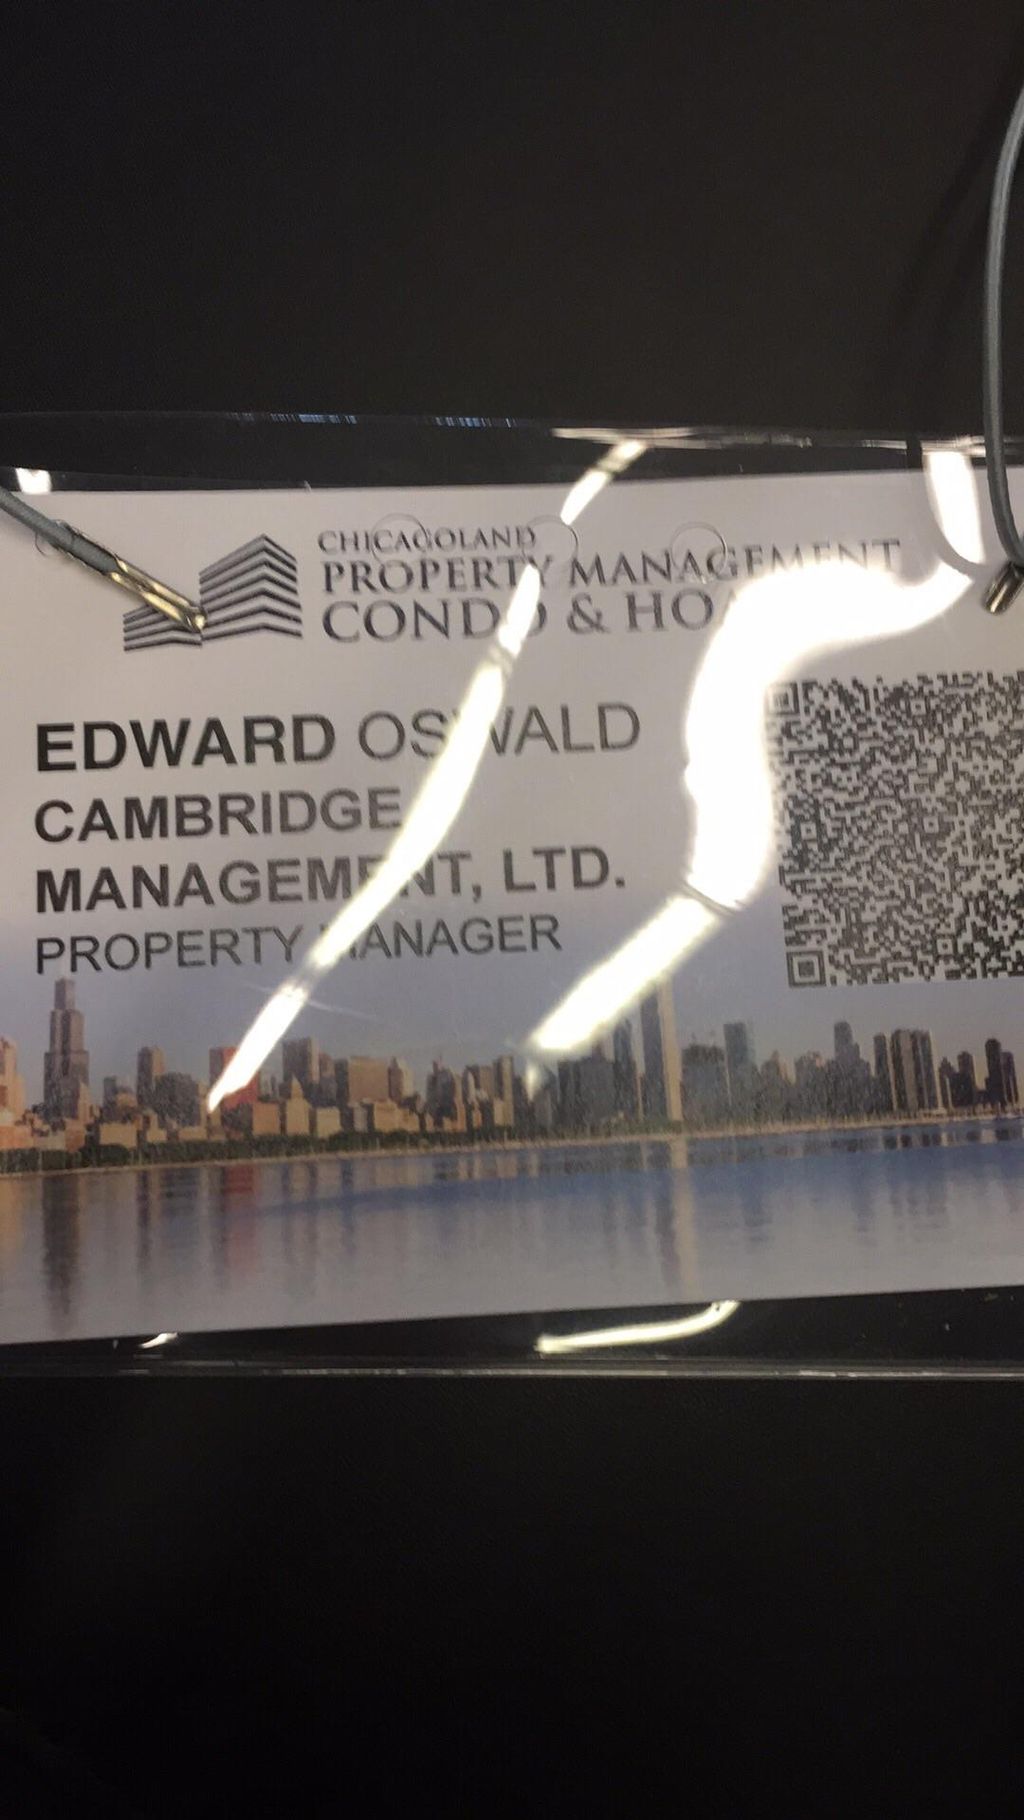 CHICAGOLAND
PROPERTY MANAGEMENT
CONDO & HOA
EDWARD OSWALD
CAMBRIDGE
MANAGEMENT, LTD.
PROPERTY MANAGER